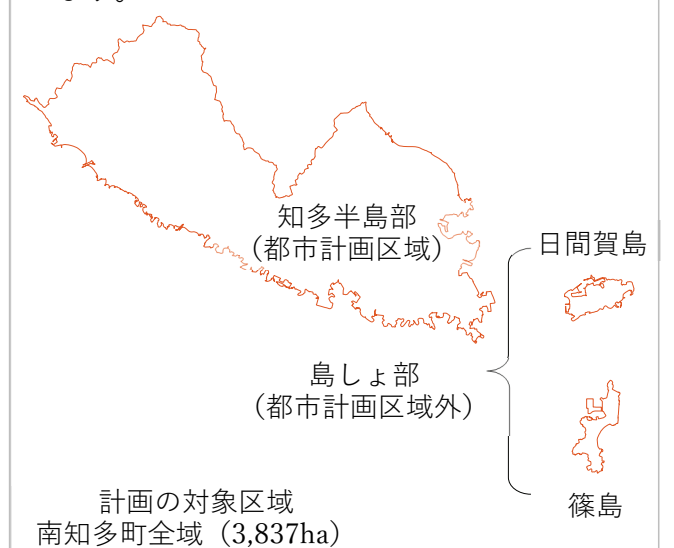 知多半島部
（都市計画区域）
日間賀島
島しょ部
（都市計画区域外）
篠島
計画の対象区域
南知多町全域（3,837ha）